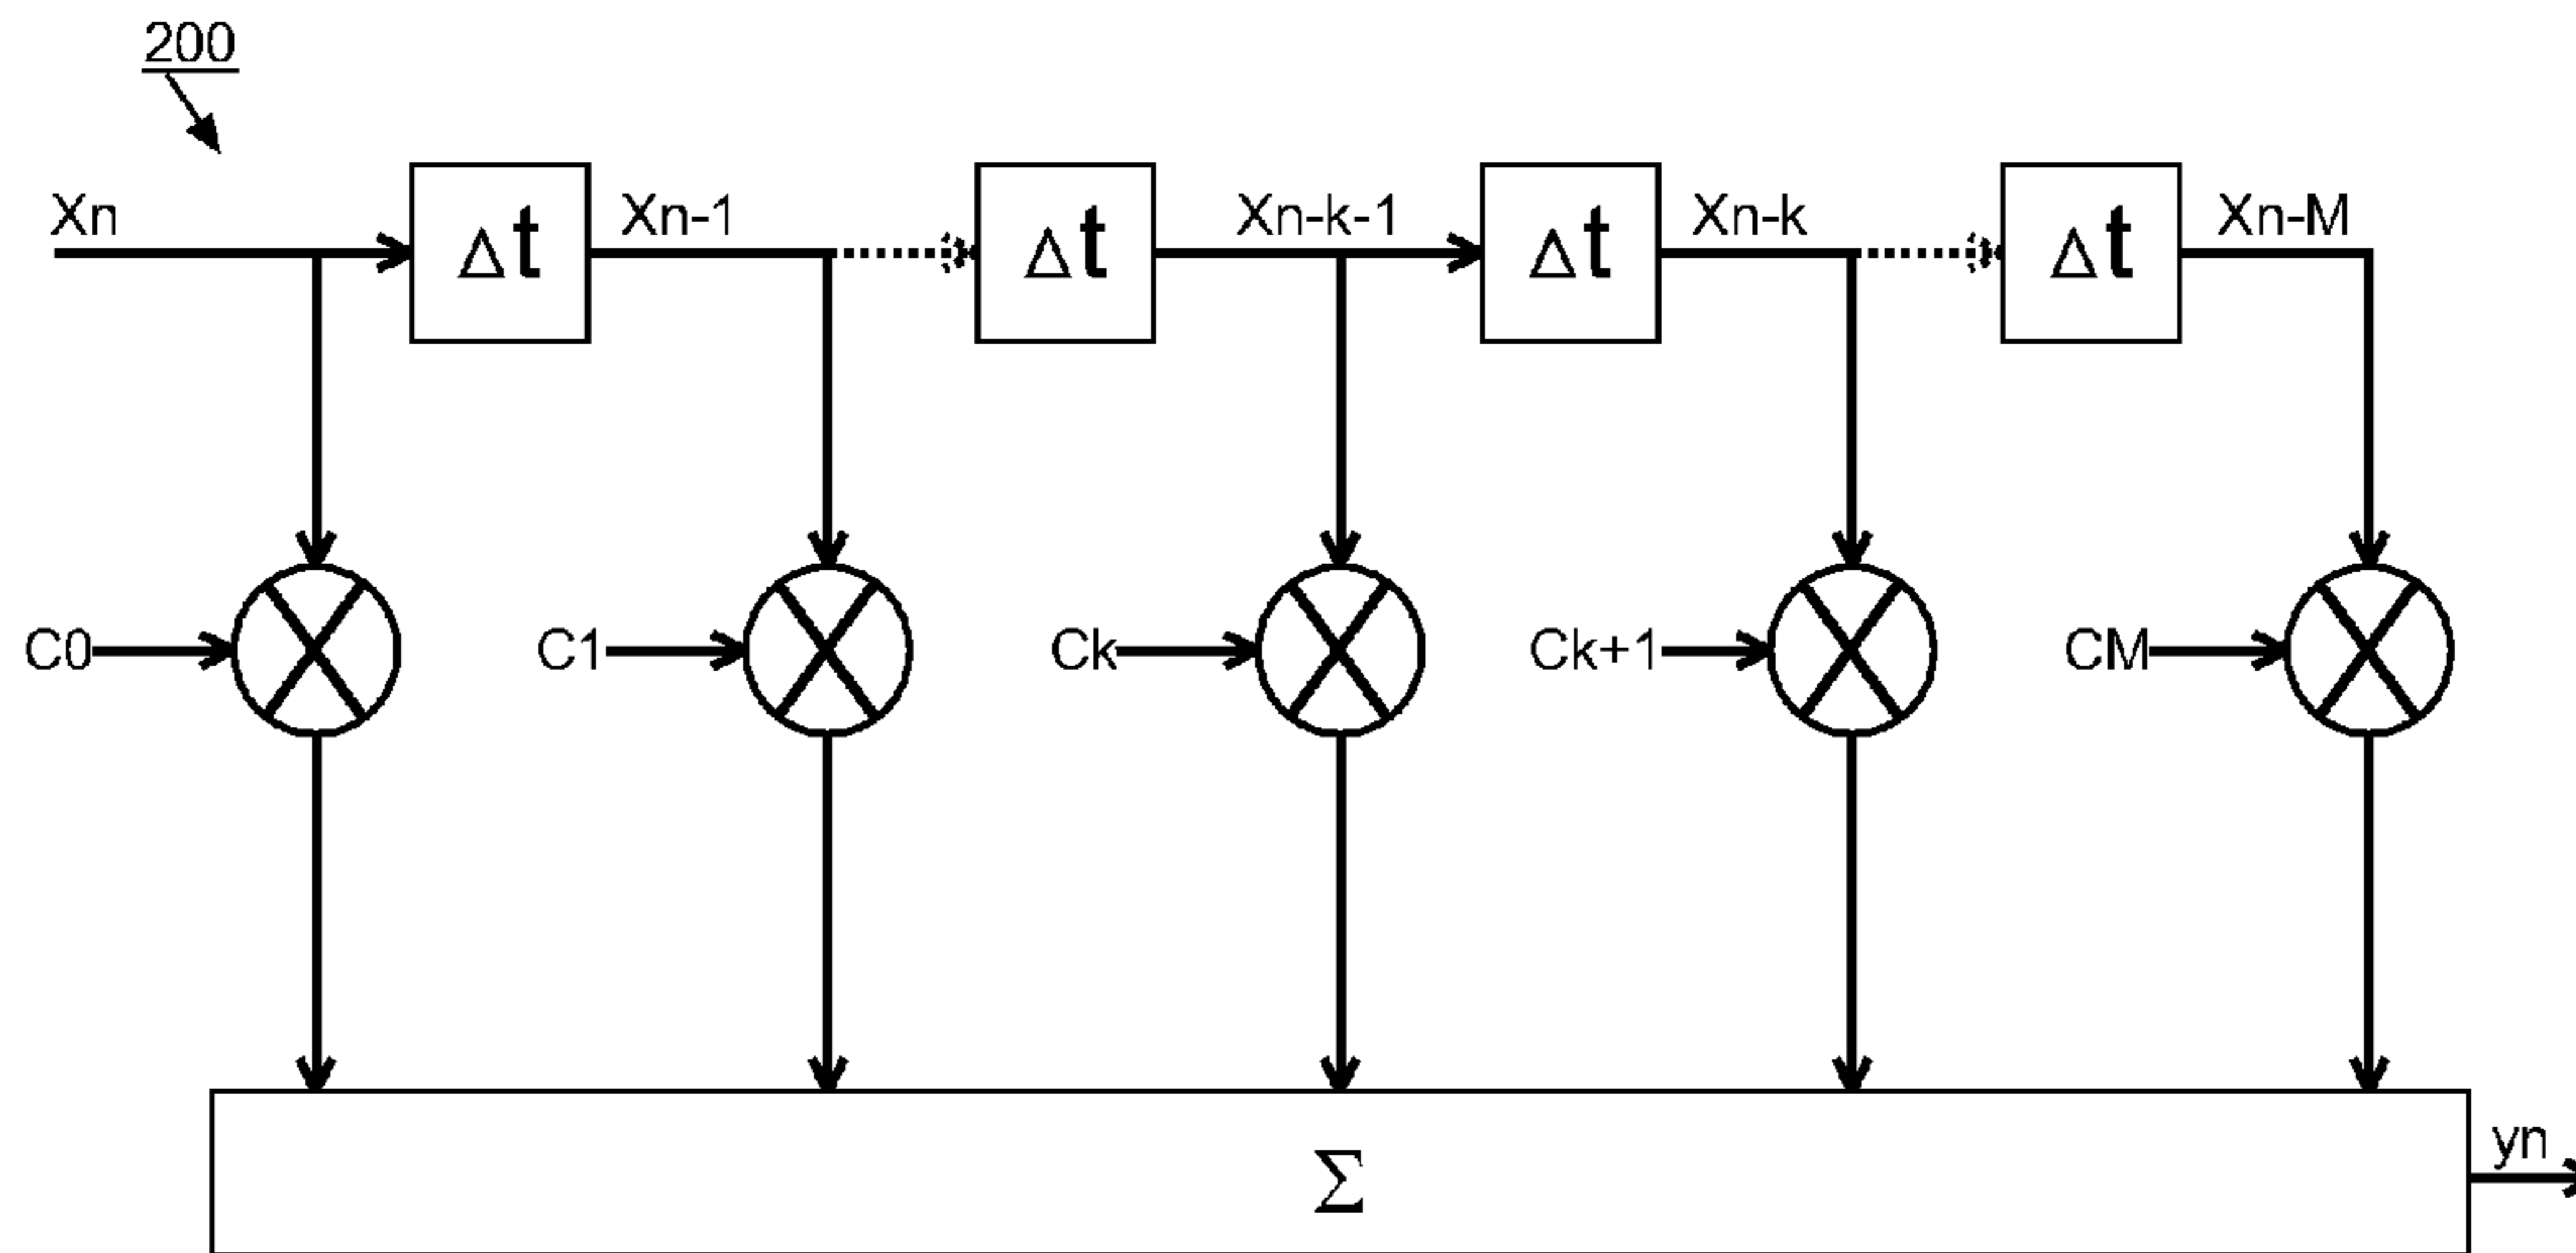 200
Xn
Δt
Xn-1
Δt
Xn-k-1
Δt
Xn-k
Δt
Xn-M
C0
C1
Ck
Ck+1
CM
Σ
yn